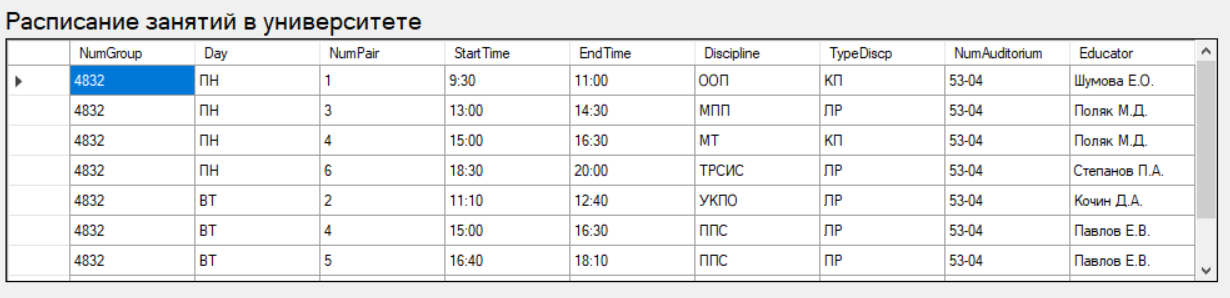 Расписание занятий в университете
NumGroup Day NumPair StartTime EndTime Discipline TypeDiscp NumAuditorium Educator
4832 ПН 1 9:30 11:00 ООП КП 53-04 Шумова Е.О.
4832 ПН 3 13:00 14:30 МПП ЛР 53-04 Поляк М.Д.
4832 ПН 4 15:00 16:30 МТ КП 53-04 Поляк М.Д.
4832 ПН 6 18:30 20:00 ТРСИС ЛР 53-04 Степанов П.А.
4832 ВТ 2 11:10 12:40 УКПО ЛР 53-04 Кочин Д.А.
4832 ВТ 4 15:00 16:30 ППС ЛР 53-04 Павлов Е.В.
4832 ВТ 5 16:40 18:10 ППС ПР 53-04 Павлов Е.В.